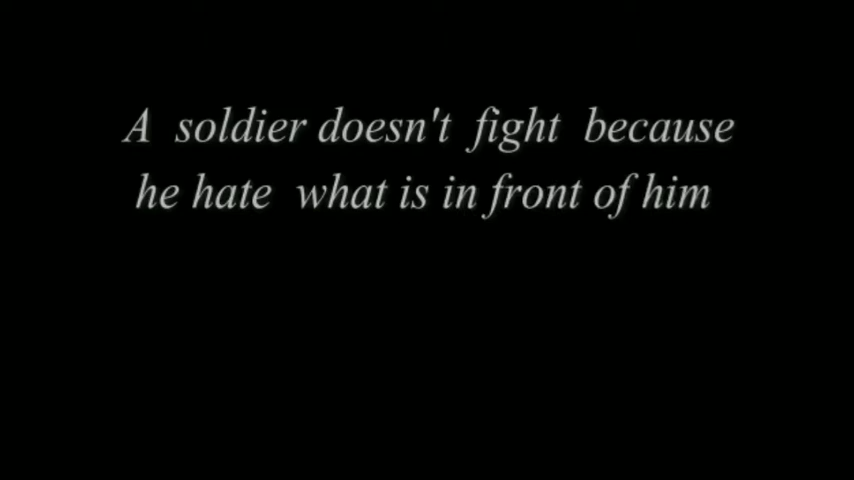 A soldier doesn't fight because
he hate what is in front of him